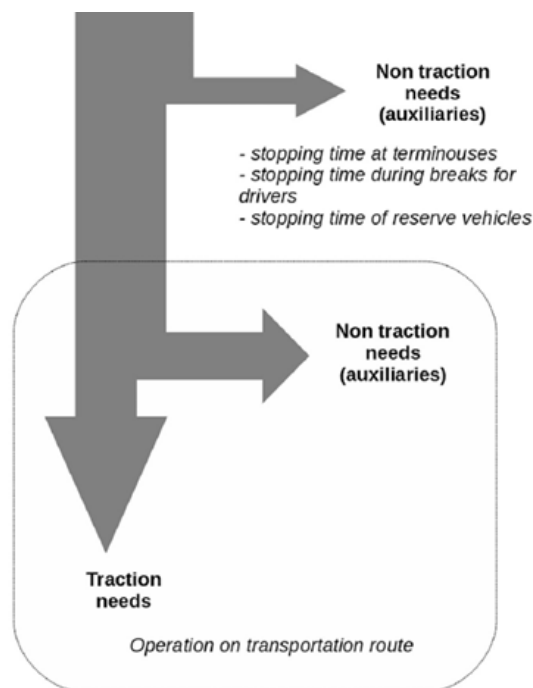 Non traction
needs
(auxiliaries)
- stopping time at terminouses
- stopping time during breaks for
drivers
- stopping time of reserve vehicles
Non traction
needs
(auxiliaries)
Traction
needs
Operation on transportation route